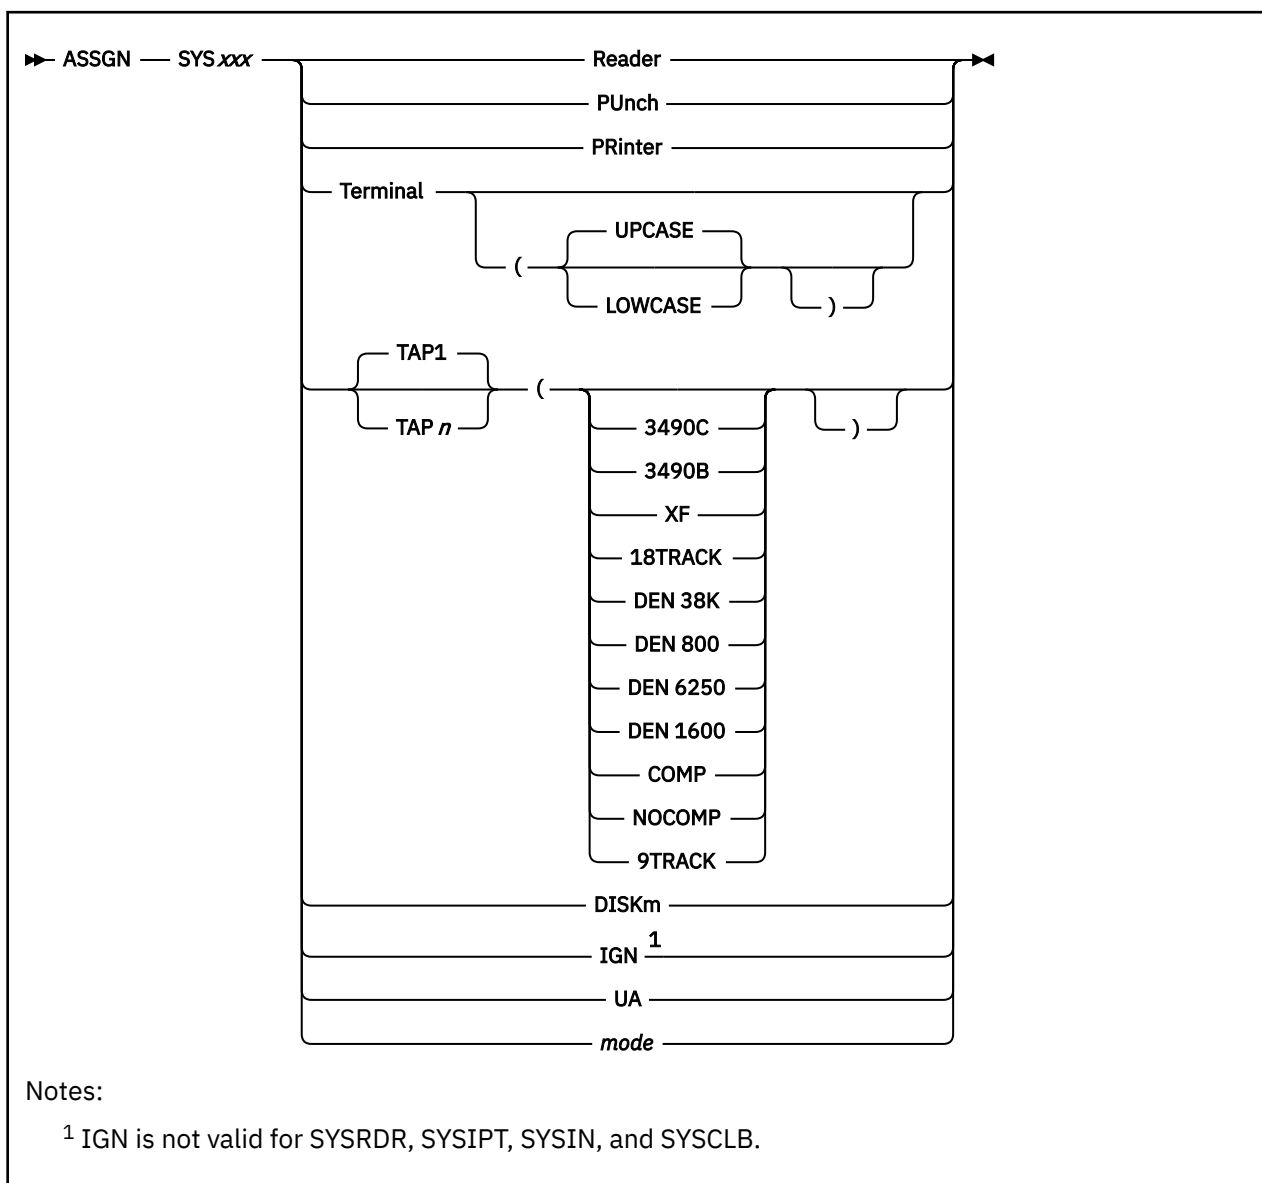 ASSGN SYSxxx Reader
PUnch
PRinter
Terminal
UPCASE
(
LOWCASE
)
TAP1
(
TAP n
)
3490C
3490B
XF
18TRACK
DEN 38K
DEN 800
DEN 6250
DEN 1600
COMP
NOCOMP
9TRACK
DISKm
IGN 1
UA
mode
Notes:
1 IGN is not valid for SYSRDR, SYSIPT, SYSIN, and SYSCLB.